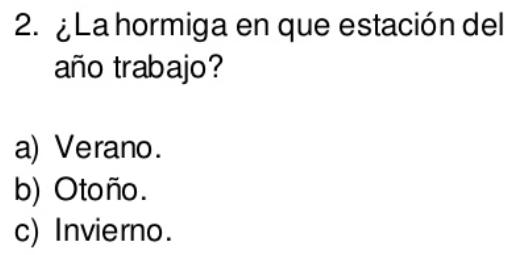 2. ¿La hormiga en que estación del
año trabajo?
a) Verano.
b) Otoño.
c) Invierno.